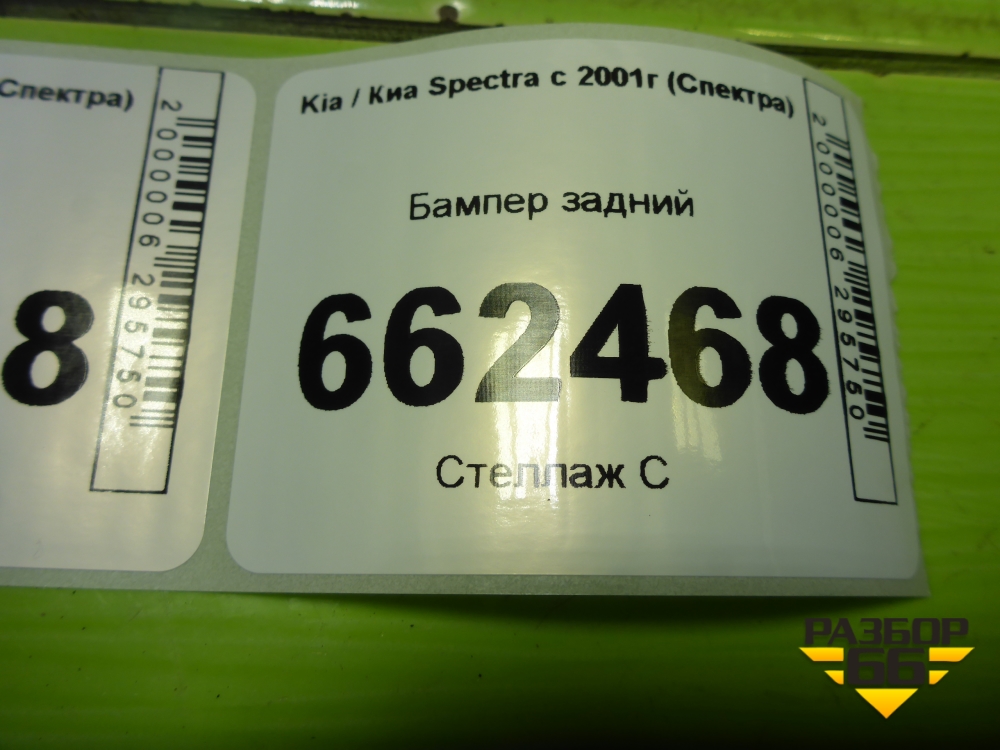 Спектра)
2000006295750
8
Kia / Киа Spectra с 2001г (Спектра)
Бампер задний
662468
Стеллаж С
2000006295750
РАЗБОР
66